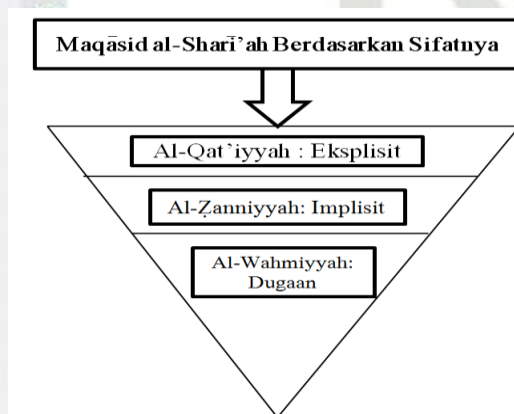 Maqāsid al-Sharī’ah Berdasarkan Sifatnya
Al-Qat’iyyah : Eksplisit
Al-Ẓanniyyah: Implisit
Al-Wahmiyyah:
Dugaan